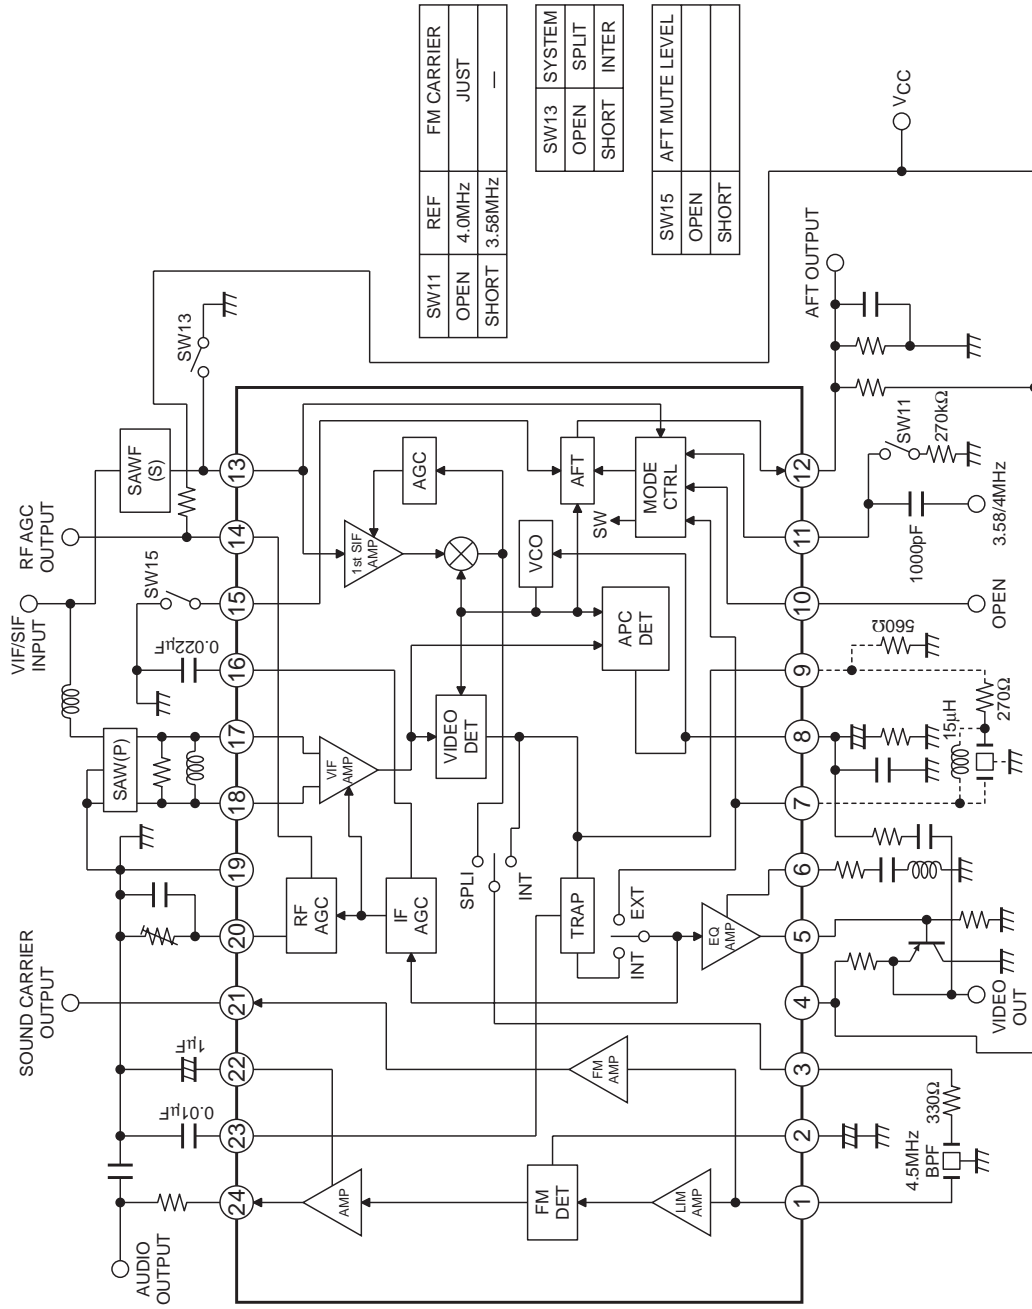 SOUND CARRIER
OUTPUT
VIF/SIF
INPUT
RF AGC
OUTPUT
AUDIO
OUTPUT
0.01μF
1μF
SAW(P)
0.022μF
SW15
SAWF
(S)
SW13
24
23
22
21
20
19
18
17
16
15
14
13
AMP
RF
AGC
IF
AGC
VIF
AMP
1st SIF
AMP
AGC
VIDEO
DET
VCO
AFT
SPLI
INT
APC
DET
SW
MODE
CTRL
FM
DET
FM
AMP
TRAP
INT
EXT
LIM
AMP
EQ
AMP
1
2
3
4
5
6
7
8
9
10
11
12
4.5MHz
BPF
330Ω
VIDEO
OUT
15μH
270Ω
560Ω
OPEN
1000pF
3.58/4MHz
SW11
270kΩ
AFT OUTPUT
VCC
SW11 REF FM CARRIER
OPEN 4.0MHz JUST
SHORT 3.58MHz —
SW13 SYSTEM
OPEN SPLIT
SHORT INTER
SW15 AFT MUTE LEVEL
OPEN
SHORT